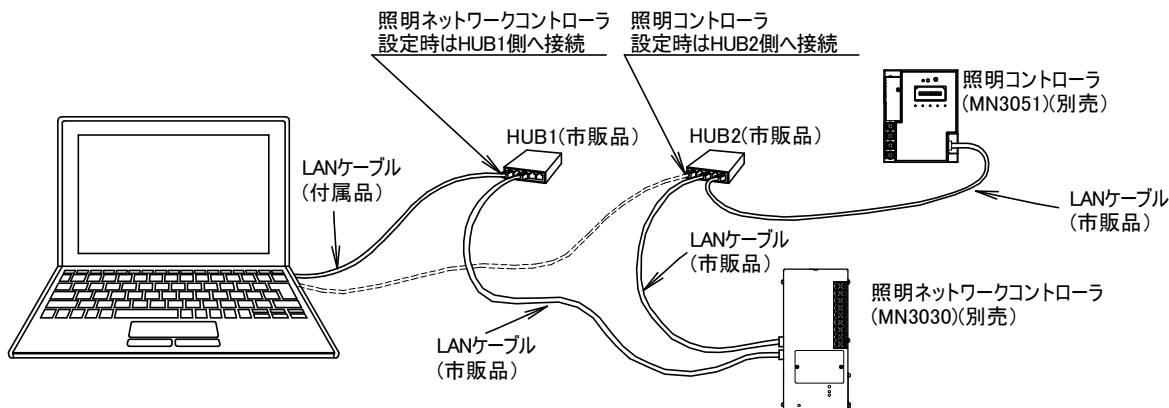 照明ネットワークコントローラ
設定時はHUB1側へ接続
照明コントローラ
設定時はHUB2側へ接続
照明コントローラ
(MN3051)(別売)
HUB1(市販品)
HUB2(市販品)
LANケーブル
(付属品)
LANケーブル
(市販品)
LANケーブル
(市販品)
照明ネットワークコントローラ
(MN3030)(別売)
LANケーブル
(市販品)